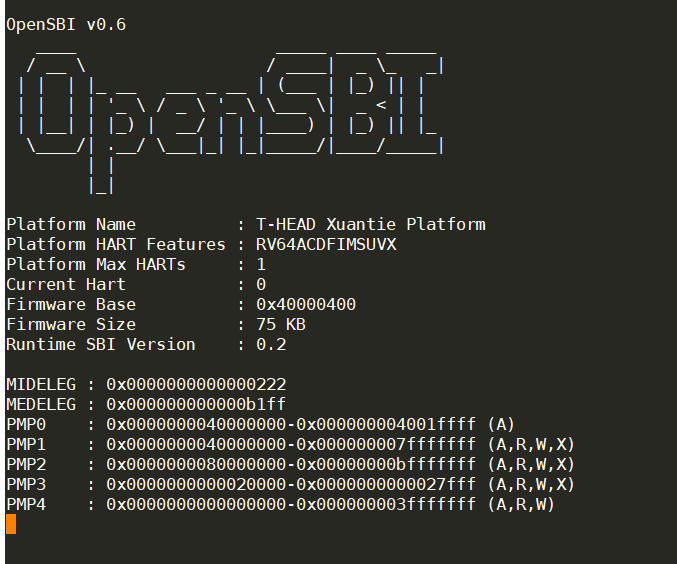 OpenSBI v0.6
OpenSBI
Platform Name : T-HEAD Xuantie Platform
Platform HART Features : RV64ACDFIMSUVX
Platform Max HARTs : 1
Current Hart : 0
Firmware Base : 0x40000400
Firmware Size : 75 KB
Runtime SBI Version : 0.2
MIDELEG : 0x0000000000000222
MEDELEG : 0x000000000000b1ff
PMP0 : 0x0000000040000000-0x000000004001ffff (A)
PMP1 : 0x0000000040000000-0x000000007fffffff (A,R,W,X)
PMP2 : 0x0000000080000000-0x00000000bfffffff (A,R,W,X)
PMP3 : 0x0000000000020000-0x0000000000027fff (A,R,W,X)
PMP4 : 0x0000000000000000-0x000000003fffffff (A,R,W)